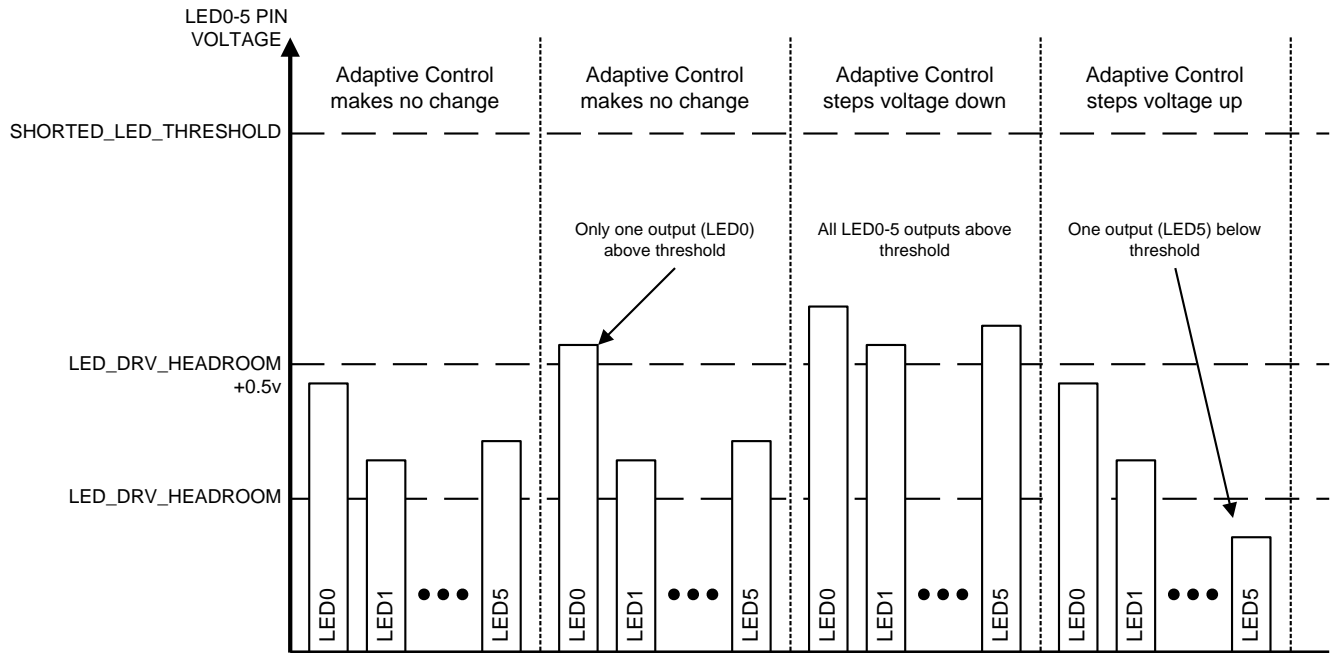 LED0-5 PIN
VOLTAGE
Adaptive Control
makes no change
Adaptive Control
makes no change
Adaptive Control
steps voltage down
Adaptive Control
steps voltage up
SHORTED_LED_THRESHOLD
Only one output (LED0)
above threshold
All LED0-5 outputs above
threshold
One output (LED5) below
threshold
LED_DRV_HEADROOM
+0.5v
LED_DRV_HEADROOM
LED0
LED1
LED5
LED0
LED1
LED5
LED0
LED1
LED5
LED0
LED1
LED5